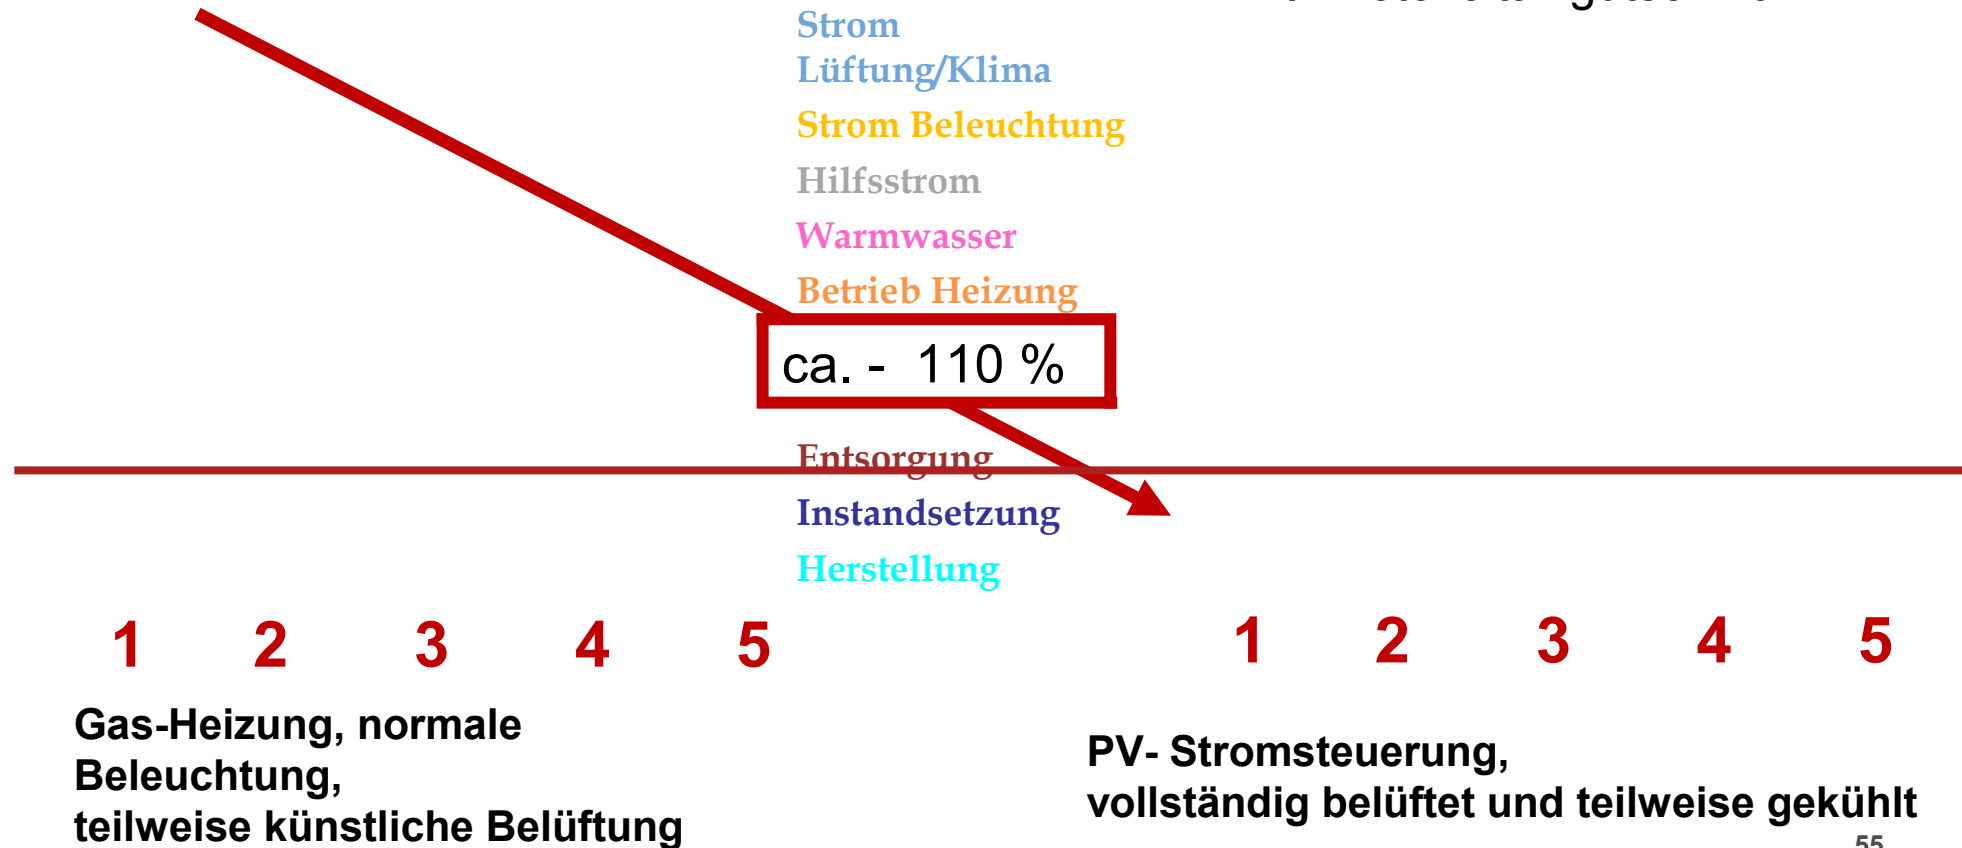 Strom
Lüftung/Klima
Strom Beleuchtung
Hilfsstrom
Warmwasser
Betrieb Heizung
ca. - 110 %
Entsorgung
Instandsetzung
Herstellung
1 2 3 4 5
1 2 3 4 5
Gas-Heizung, normale
Beleuchtung,
teilweise künstliche Belüftung
PV- Stromsteuerung,
vollständig belüftet und teilweise gekühlt
55